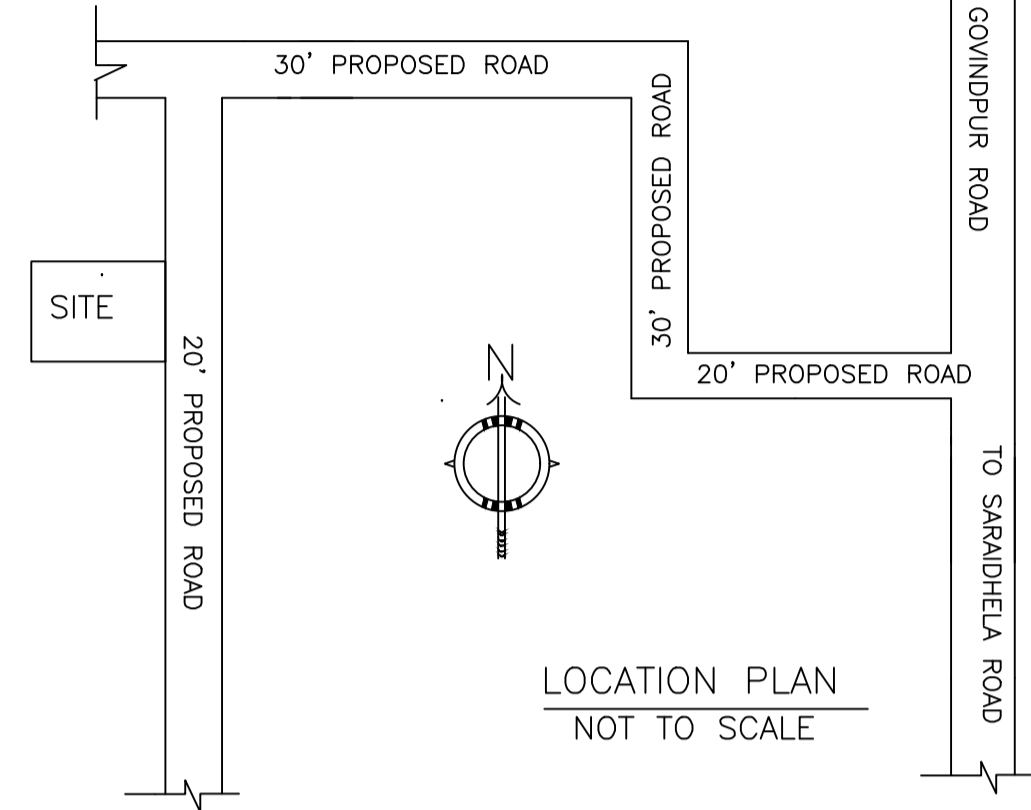 30' PROPOSED ROAD
30' PROPOSED ROAD
GOVINDPUR ROAD
SITE
20' PROPOSED ROAD
N
20' PROPOSED ROAD
TO SARAIDHELA ROAD
LOCATION PLAN
NOT TO SCALE